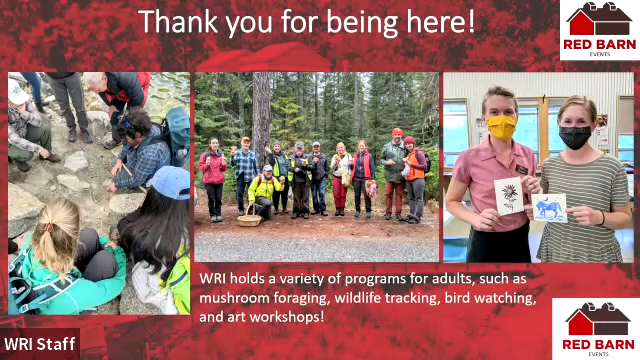 Thank you for being here!
RED BARN
EVENTS
WRI holds a variety of programs for adults, such as
mushroom foraging, wildlife tracking, bird watching,
and art workshops!
WRI Staff
RED BARN
EVENTS